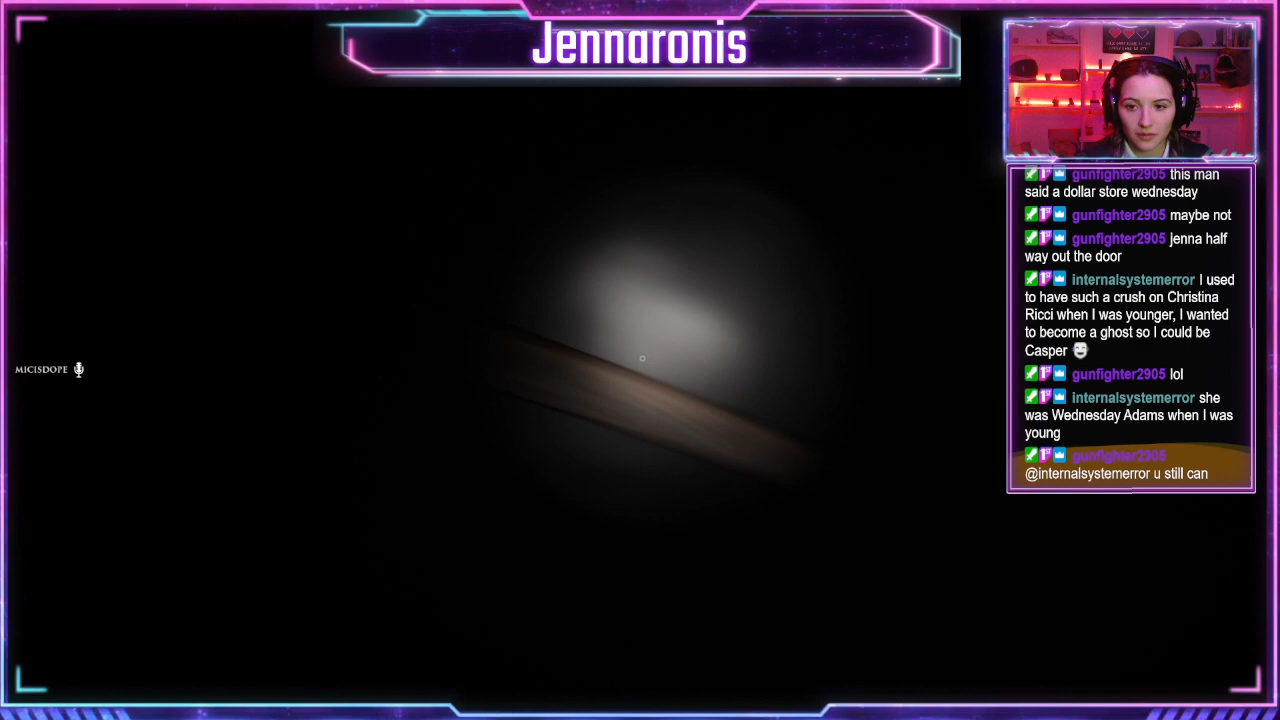 Jennaronis
MICISDOPE
gunfighter2905 this man
said a dollar store wednesday
gunfighter2905 maybe not
gunfighter2905 jenna half
way out the door
internalsystemerror I used
to have such a crush on Christina
Ricci when I was younger, I wanted
to become a ghost so I could be
Casper
gunfighter2905 lol
internalsystemerror she
was Wednesday Adams when I was
young
gunfighter2905
@internalsystemerror u still can